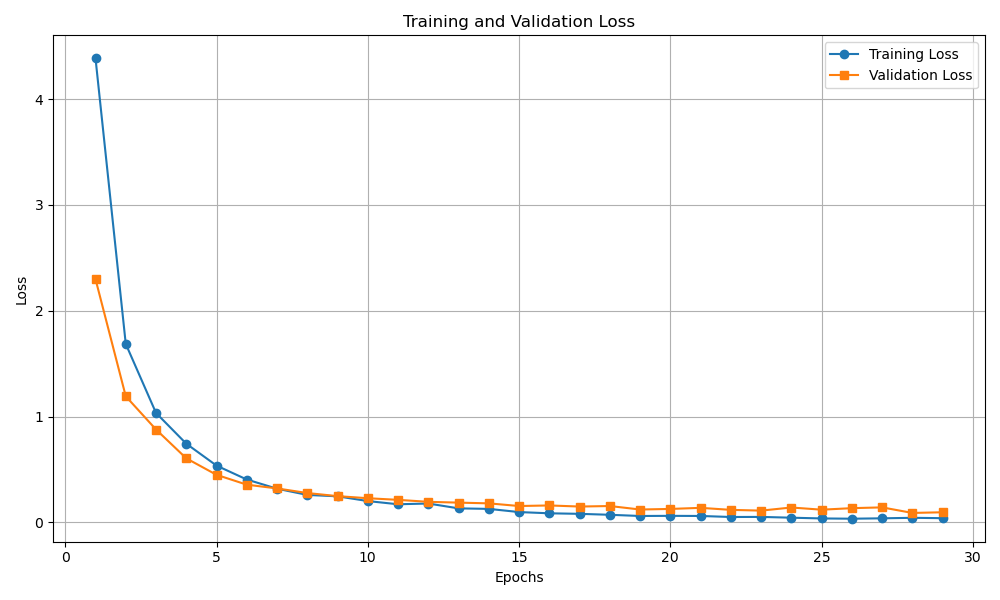 Training and Validation Loss
Training Loss
Validation Loss
Loss
4
3
2
1
0
0 5 10 15 20 25 30
Epochs